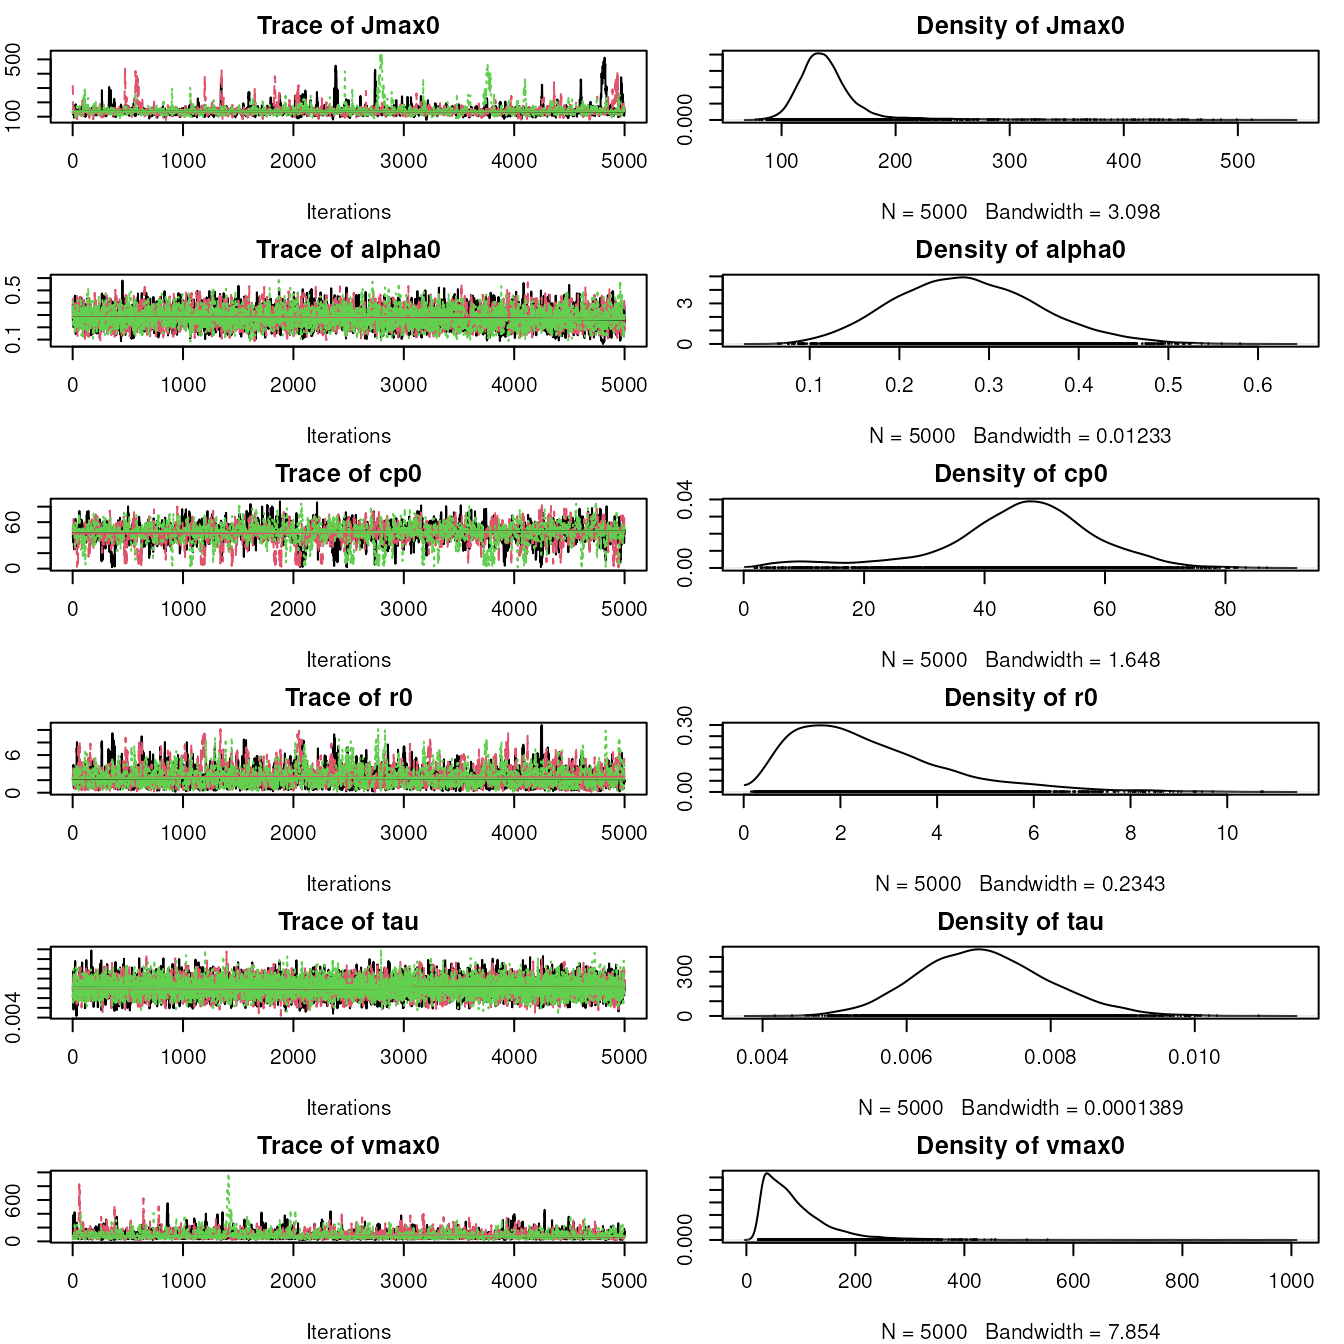 Trace of Jmax0
100 500
0 1000 2000 3000 4000 5000
Iterations
Density of Jmax0
0.000
100 200 300 400 500
N = 5000 Bandwidth = 3.098
Trace of alpha0
0.1 0.5
0 1000 2000 3000 4000 5000
Iterations
Density of alpha0
0 3
0.1 0.2 0.3 0.4 0.5 0.6
N = 5000 Bandwidth = 0.01233
Trace of cp0
0 60
0 1000 2000 3000 4000 5000
Iterations
Density of cp0
0.00 0.04
0 20 40 60 80
N = 5000 Bandwidth = 1.648
Trace of r0
0 6
0 1000 2000 3000 4000 5000
Iterations
Density of r0
0.00 0.30
0 2 4 6 8 10
N = 5000 Bandwidth = 0.2343
Trace of tau
0.004
0 1000 2000 3000 4000 5000
Iterations
Density of tau
0 300
0.004 0.006 0.008 0.010
N = 5000 Bandwidth = 0.0001389
Trace of vmax0
0 600
0 1000 2000 3000 4000 5000
Iterations
Density of vmax0
0.000
0 200 400 600 800 1000
N = 5000 Bandwidth = 7.854